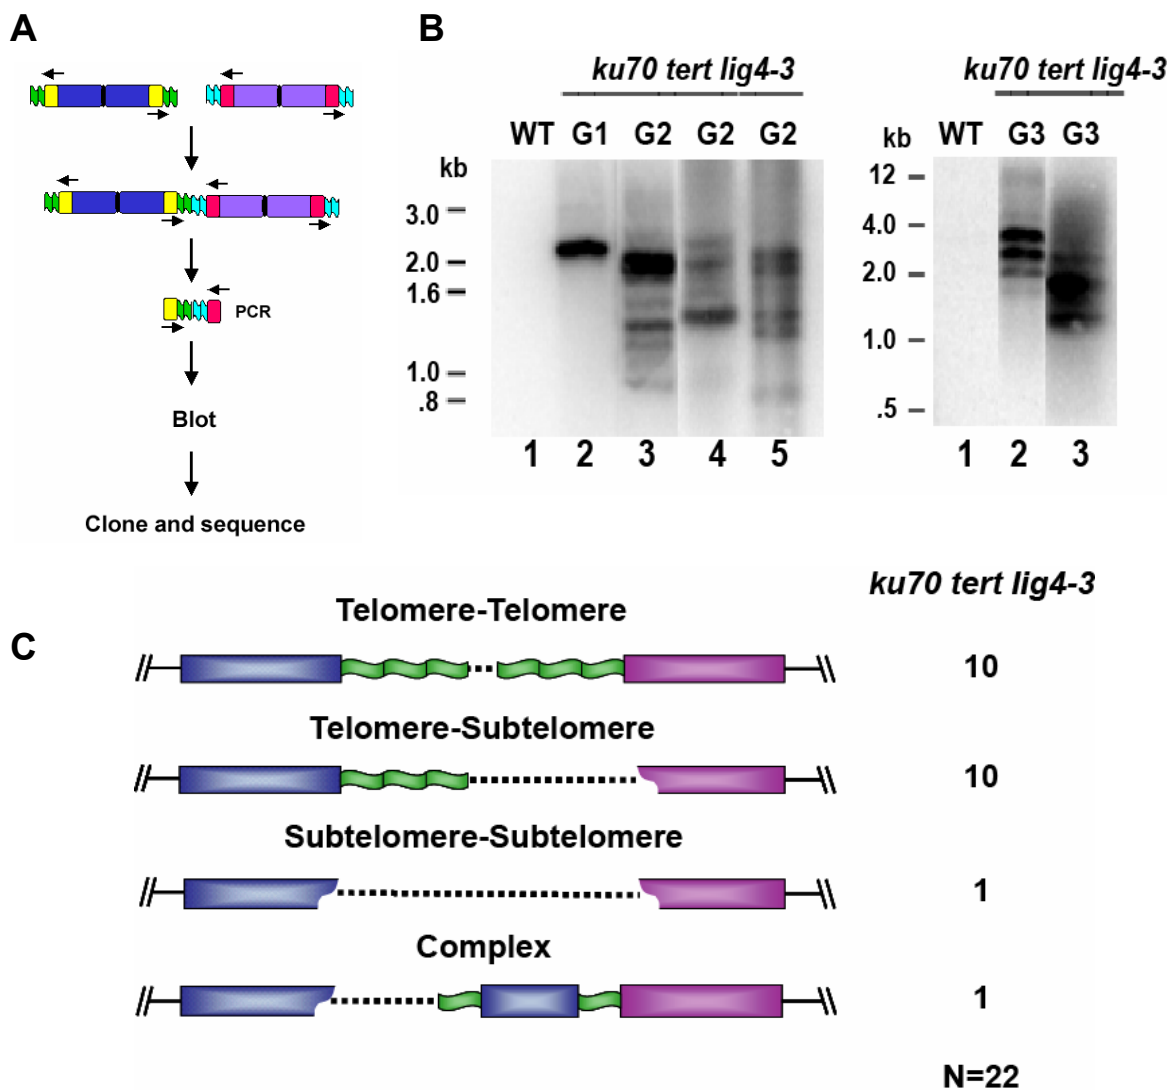 A
PCR
Blot
Clone and sequence
B
ku70 tert lig4-3
WT G1 G2 G2 G2
kb
3.0
2.0
1.6
1.0
.8
1 2 3 4 5
ku70 tert lig4-3
kb WT G3 G3
12
4.0
2.0
1.0
.5
1 2 3
C
ku70 tert lig4-3
Telomere-Telomere
10
Telomere-Subtelomere
10
Subtelomere-Subtelomere
1
Complex
1
N=22